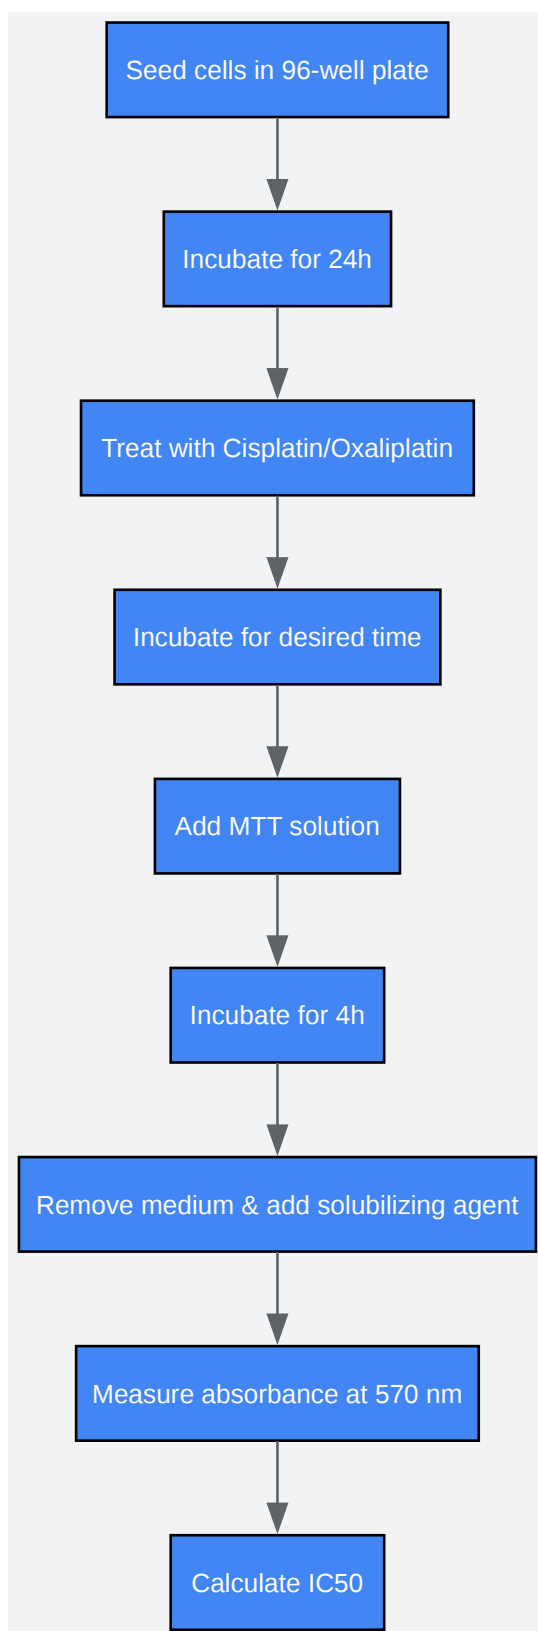 Seed cells in 96-well plate
Incubate for 24h
Treat with Cisplatin/Oxaliplatin
Incubate for desired time
Add MTT solution
Incubate for 4h
Remove medium & add solubilizing agent
Measure absorbance at 570 nm
Calculate IC50